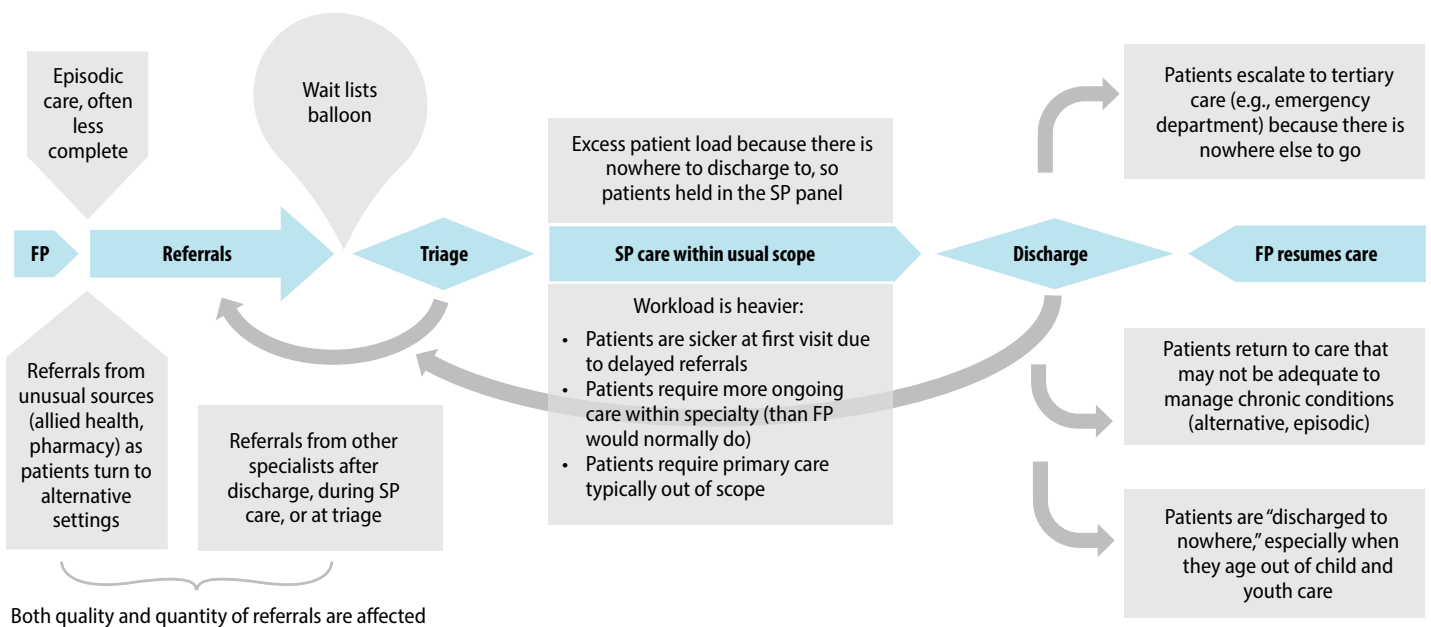 Episodic
care, often
less
complete
Wait lists
balloon
Excess patient load because there is
nowhere to discharge to, so
patients held in the SP panel
Patients escalate to tertiary
care (e.g., emergency
department) because there is
nowhere else to go
FP
Referrals
Triage
SP care within usual scope
Discharge
FP resumes care
Referrals from
unusual sources
(allied health,
pharmacy) as
patients turn to
alternative
settings
Referrals from other
specialists after
discharge, during SP
care, or at triage
Workload is heavier:
• Patients are sicker at first visit due
to delayed referrals
• Patients require more ongoing
care within specialty (than FP
would normally do)
• Patients require primary care
typically out of scope
Patients return to care that
may not be adequate to
manage chronic conditions
(alternative, episodic)
Patients are “discharged to
nowhere,” especially when
they age out of child and
youth care
Both quality and quantity of referrals are affected